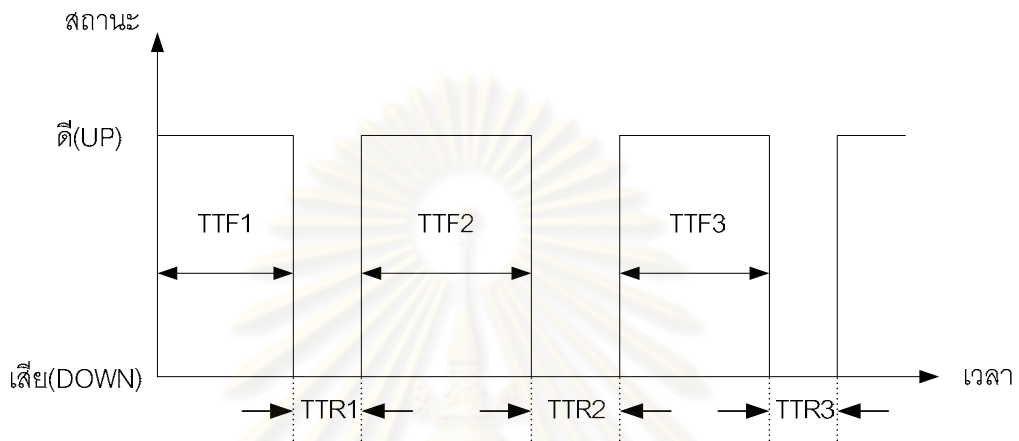 สถานะ
ดี(UP)
TTF1
TTF2
TTF3
เสีย(DOWN)
เวลา
TTR1
TTR2
TTR3